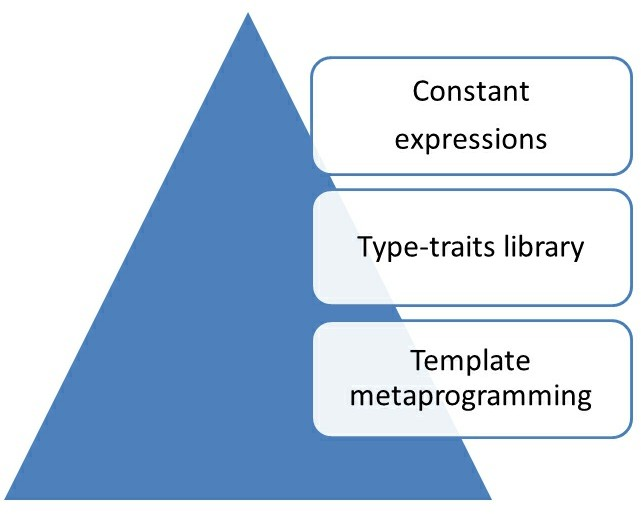 Constant
expressions
Type-traits library
Template
metaprogramming